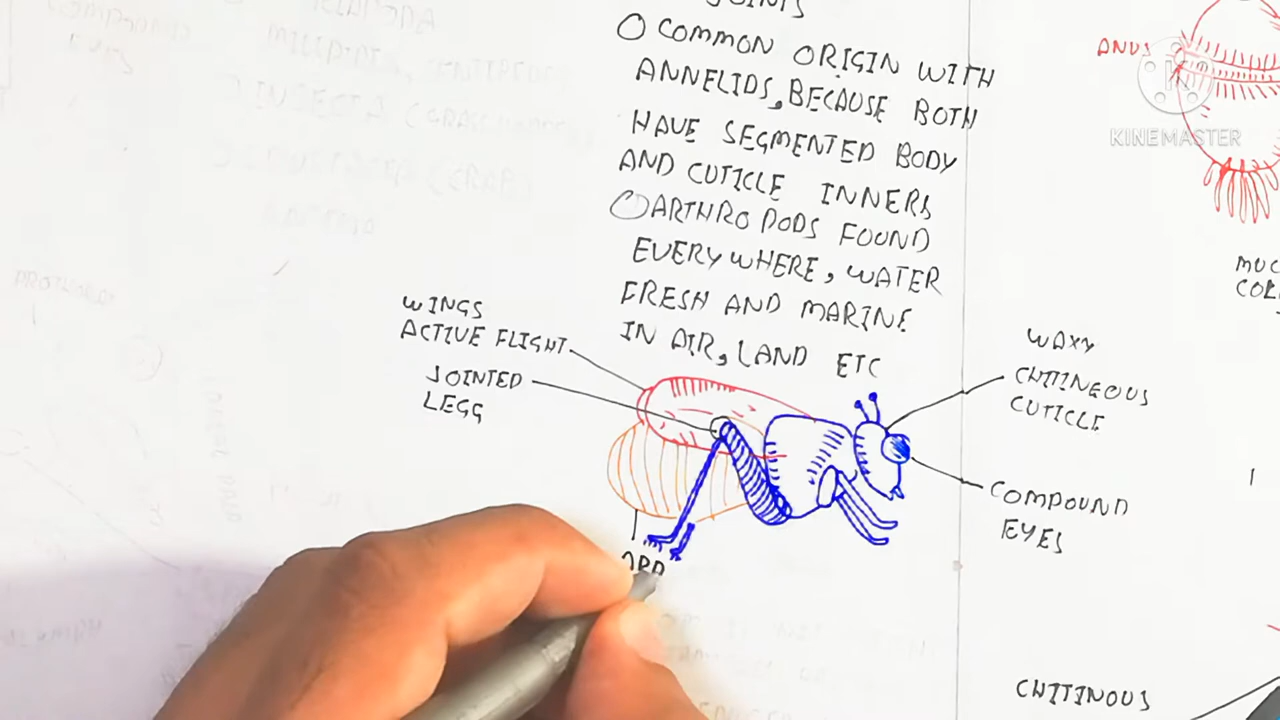 JOINTS
COMMON ORIGIN WITH
ANNELIDS, BECAUSE BOTH
HAVE SEGMENTED BODY
AND CUTICLE INNERS
ARTHROPODS FOUND
EVERYWHERE, WATER
FRESH AND MARINE
IN AIR, LAND ETC
WINGS
ACTIVE FLIGHT
JOINTED
LEGS
WAXY
CHITINEOUS
CUTICLE
COMPOUND
EYES
CHITINOUS
ANUS
KINEMASTER